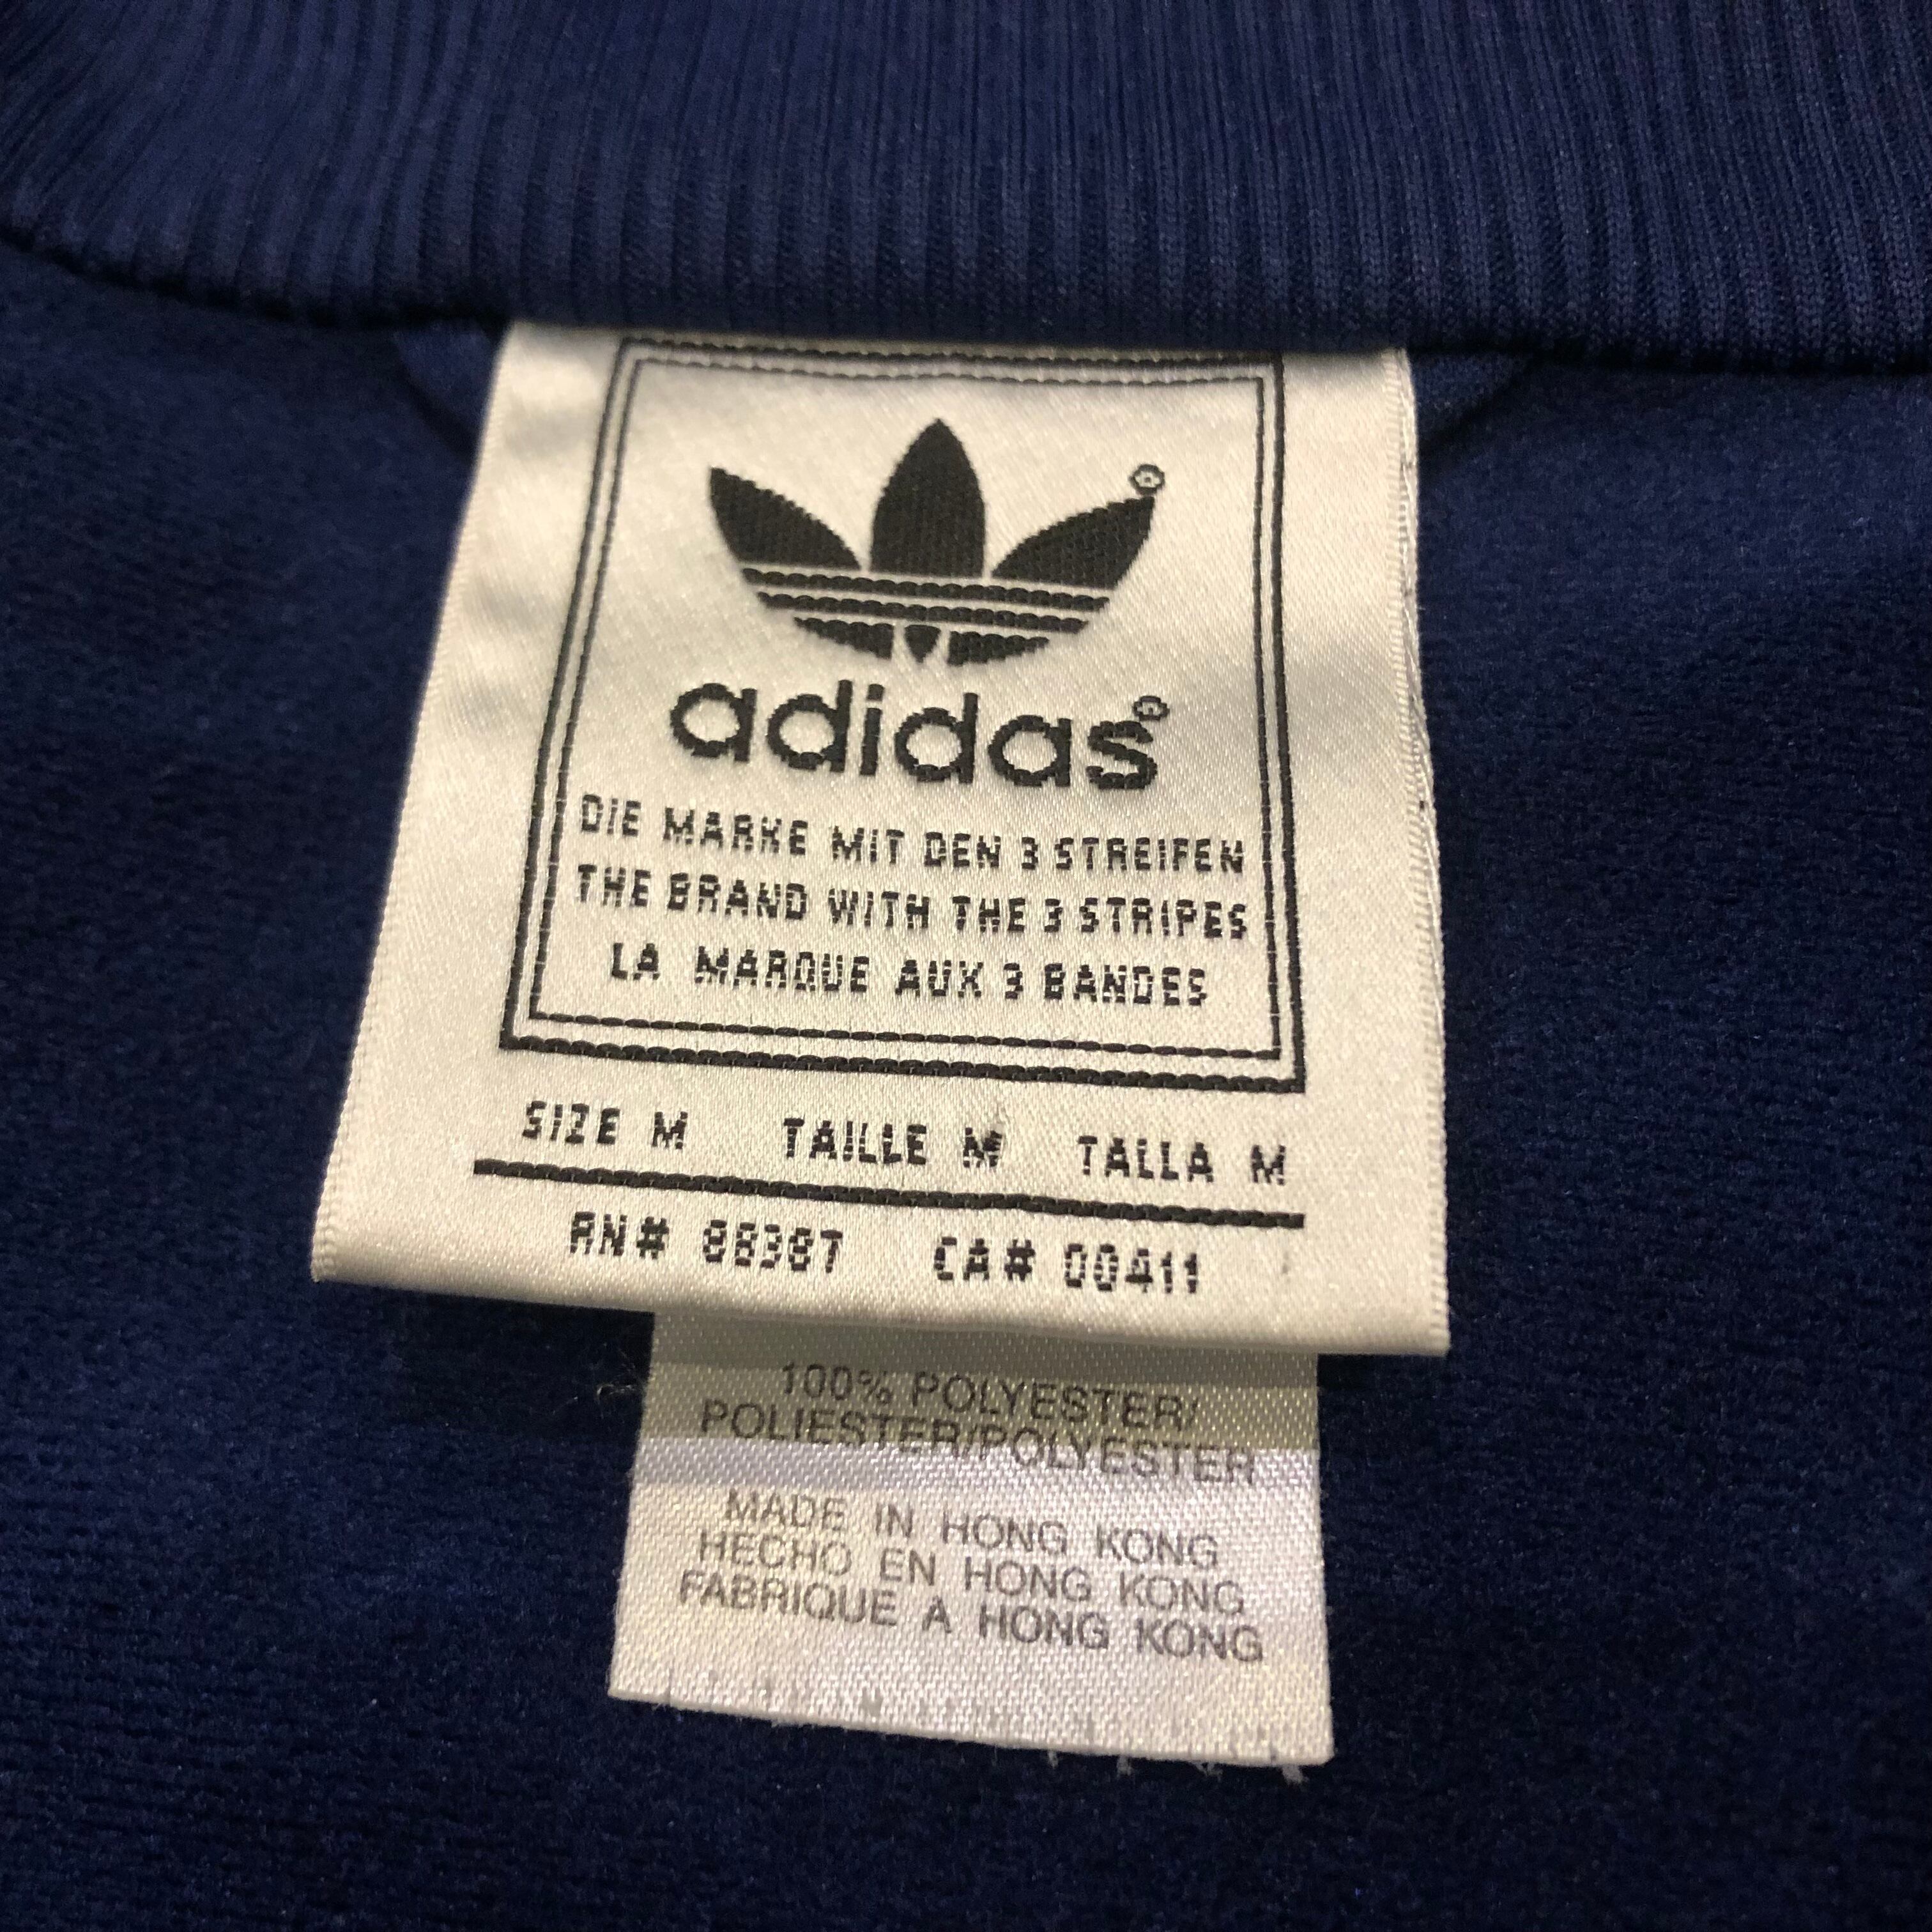 adidas®
DIE MARKE MIT DEN 3 STREIFEN
THE BRAND WITH THE 3 STRIPES
LA MARQUE AUX 3 BANDES
SIZE M TAILLE M TALLA M
RN# 88387 CA# 00411
100% POLYESTER/
POLIESTER/POLYESTER
MADE IN HONG KONG
HECHO EN HONG KONG
FABRIQUE A HONG KONG